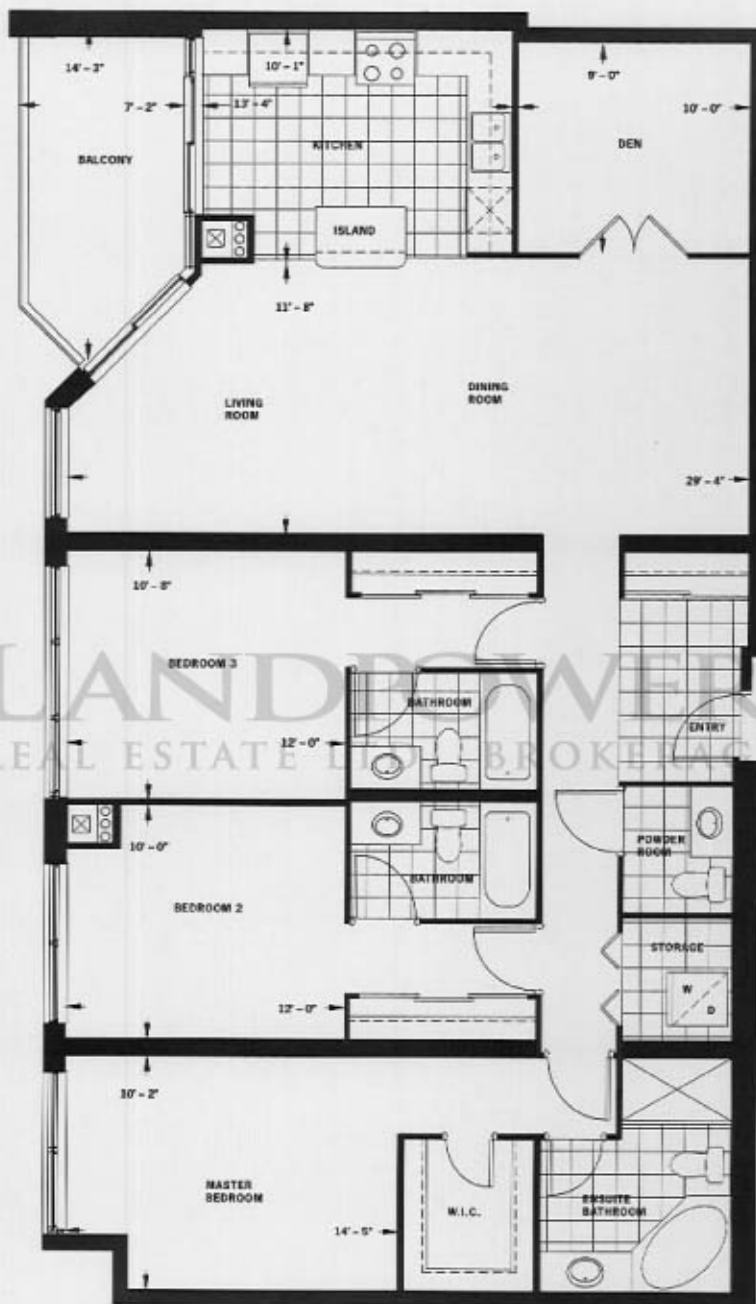 14'-3"
7'-2"
BALCONY
10'-1"
13'-4"
KITCHEN
ISLAND
9'-0"
10'-0"
DEN
11'-8"
LIVING
ROOM
DINING
ROOM
29'-4"
10'-8"
BEDROOM 3
12'-0"
BATHROOM
ENTRY
LANDPOWER
REAL ESTATE LTD. BROKERAGE
10'-0"
BEDROOM 2
12'-0"
BATHROOM
POWDER
ROOM
STORAGE
W
D
10'-2"
MASTER
BEDROOM
14'-5"
W.I.C.
ENSUITE
BATHROOM